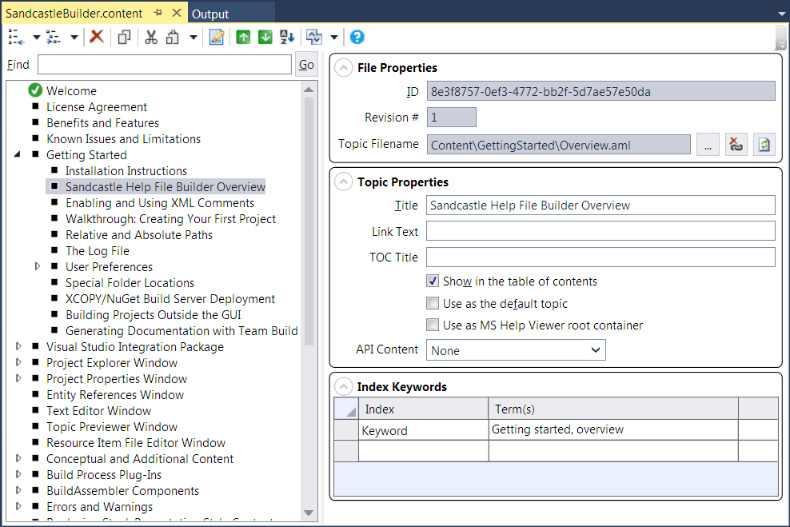 SandcastleBuilder.content
Output
Find
Go
Welcome
License Agreement
Benefits and Features
Known Issues and Limitations
Getting Started
Installation Instructions
Sandcastle Help File Builder Overview
Enabling and Using XML Comments
Walkthrough: Creating Your First Project
Relative and Absolute Paths
The Log File
User Preferences
Special Folder Locations
XCOPY/NuGet Build Server Deployment
Building Projects Outside the GUI
Generating Documentation with Team Build
Visual Studio Integration Package
Project Explorer Window
Project Properties Window
Entity References Window
Text Editor Window
Topic Previewer Window
Resource Item File Editor Window
Conceptual and Additional Content
Build Process Plug-Ins
BuildAssembler Components
Errors and Warnings
File Properties
ID 8e3f8757-0ef3-4772-bb2f-5d7ae57e50da
Revision # 1
Topic Filename Content\GettingStarted\Overview.aml ...
Topic Properties
Title Sandcastle Help File Builder Overview
Link Text
TOC Title
Show in the table of contents
Use as the default topic
Use as MS Help Viewer root container
API Content None
Index Keywords
Index Term(s)
Keyword Getting started, overview